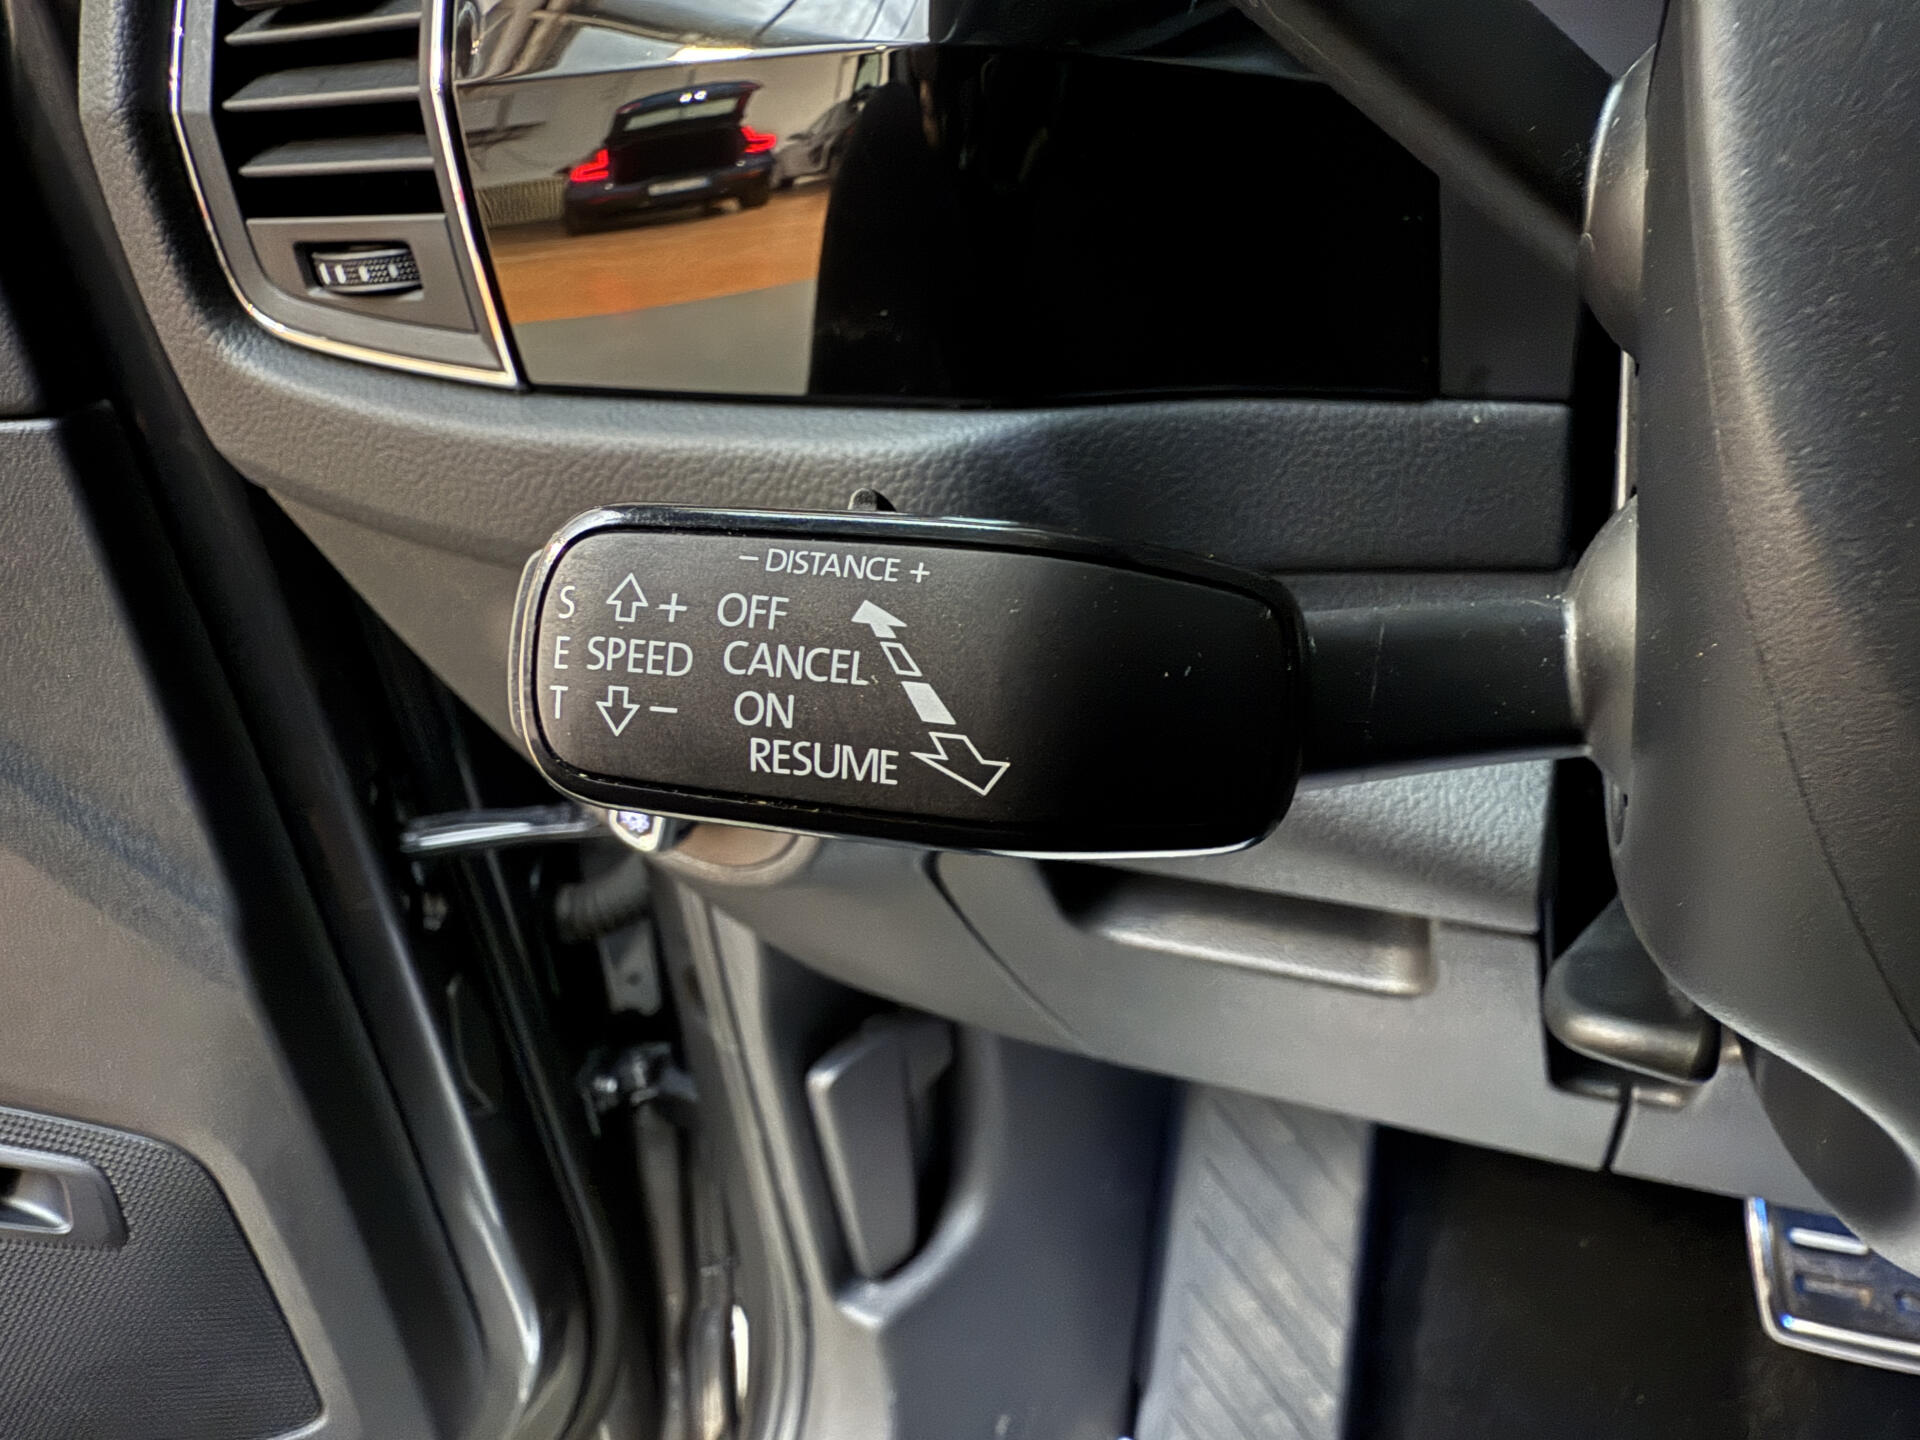 – DISTANCE +
S + OFF
E SPEED CANCEL
T – ON
RESUME